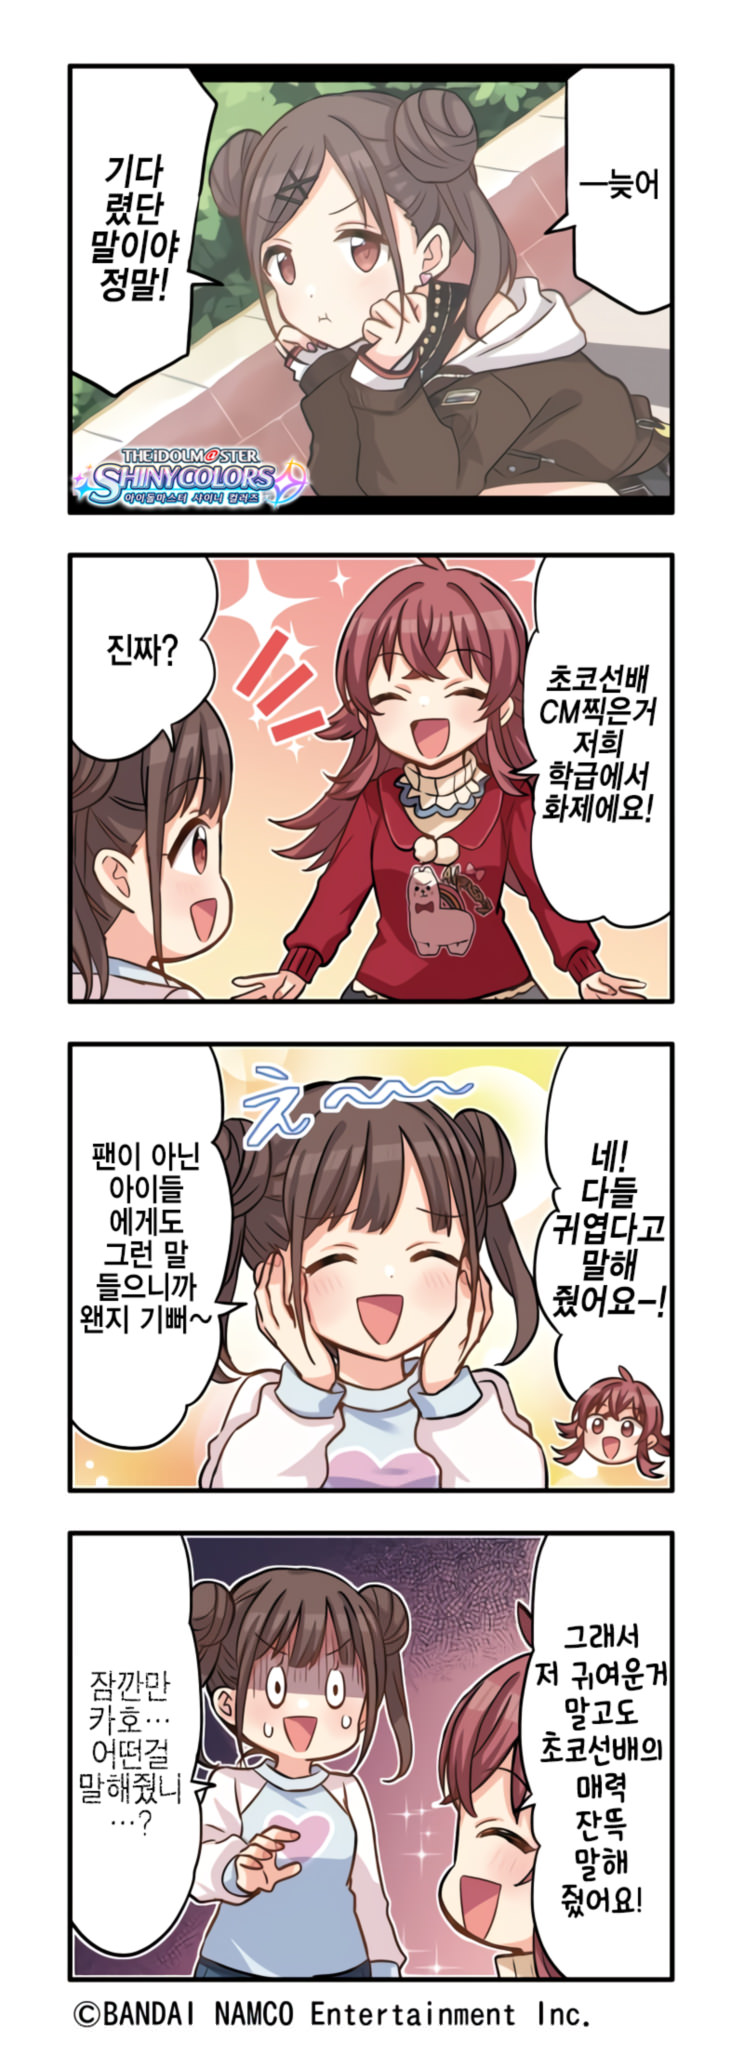 ―늦어
기다
렸단
말이야
정말!
THE iDOLM@STER
SHINYCOLORS
아이돌마스터 샤이니 컬러즈
초코선배
CM찍은거
저희
학급에서
화제에요!
진짜?
네!
다들
귀엽다고
말해
줬어요-!
え〜〜
팬이 아닌
아이들
에게도
그런 말
들으니까
왠지 기뻐~
그래서
저 귀여운거
말고도
초코선배의
매력
잔뜩
말해
줬어요!
잠깐만
카호…
어떤걸
말해줬니
…?
©BANDAI NAMCO Entertainment Inc.